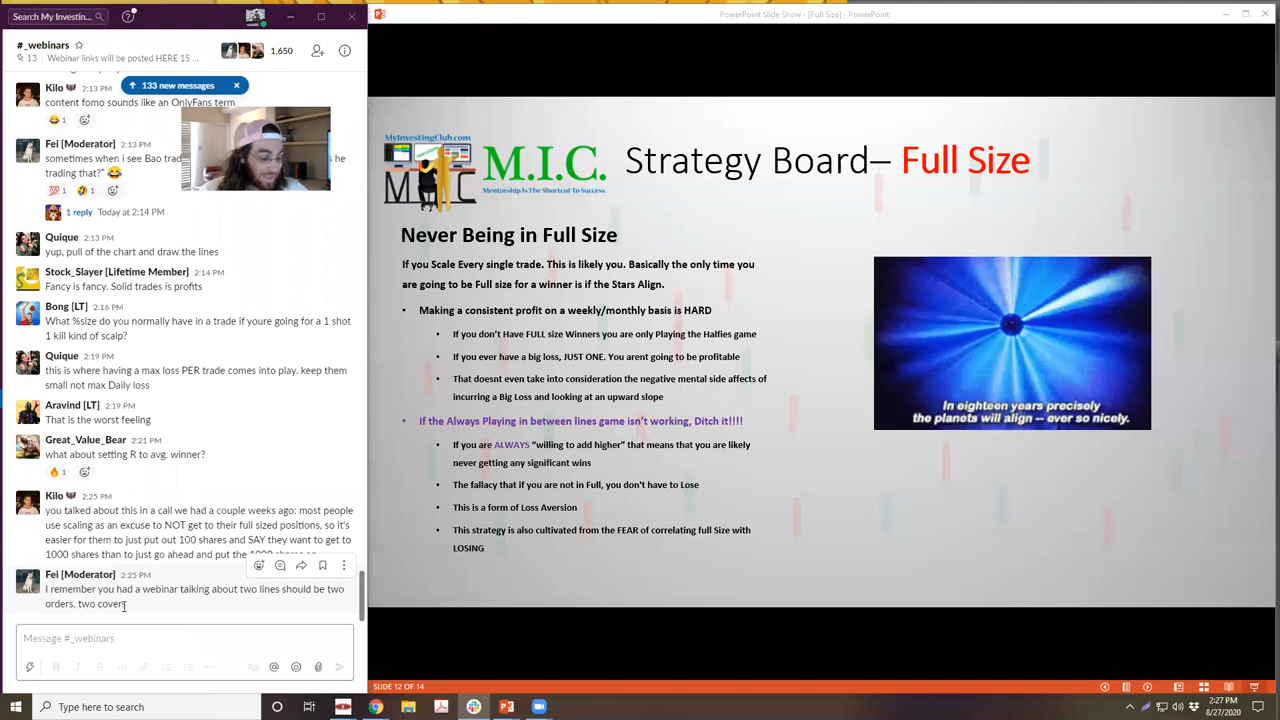 Search My Investin...
#_webinars
13 Webinar links will be posted HERE 15 ...
1,650
133 new messages
Kilo 2:13 PM
content fomo sounds like an OnlyFans term
1
Fei [Moderator] 2:13 PM
sometimes when i see Bao trad
s he
trading that?"
1 1
1 reply Today at 2:14 PM
Quique 2:13 PM
yup, pull of the chart and draw the lines
Stock_Slayer [Lifetime Member] 2:14 PM
Fancy is fancy. Solid trades is profits
Bong [LT] 2:16 PM
What %size do you normally have in a trade if youre going for a 1 shot
1 kill kind of scalp?
Quique 2:19 PM
this is where having a max loss PER trade comes into play. keep them
small not max Daily loss
Aravind [LT] 2:19 PM
That is the worst feeling
Great_Value_Bear 2:21 PM
what about setting R to avg. winner?
1
Kilo 2:25 PM
you talked about this in a call we had a couple weeks ago: most people
use scaling as an excuse to NOT get to their full sized positions, so it's
easier for them to just put out 100 shares and SAY they want to get to
1000 shares than to just go ahead and put the 1000 shares on
Fei [Moderator] 2:25 PM
I remember you had a webinar talking about two lines should be two
orders, two covers
Message #_webinars
PowerPoint Slide Show - [Full Size] - PowerPoint
MyInvestingClub.com
M.I.C.
Mentorship Is The Shortcut To Success.
Strategy Board– Full Size
Never Being in Full Size
If you Scale Every single trade. This is likely you. Basically the only time you
are going to be Full size for a winner is if the Stars Align.
• Making a consistent profit on a weekly/monthly basis is HARD
• If you don't Have FULL size Winners you are only Playing the Halfies game
• If you ever have a big loss, JUST ONE. You arent going to be profitable
• That doesnt even take into consideration the negative mental side affects of
incurring a Big Loss and looking at an upward slope
• If the Always Playing in between lines game isn't working, Ditch it!!!!
• If you are ALWAYS "willing to add higher" that means that you are likely
never getting any significant wins
• The fallacy that if you are not in Full, you don't have to Lose
• This is a form of Loss Aversion
• This strategy is also cultivated from the FEAR of correlating full Size with
LOSING
In eighteen years precisely
the planets will align – ever so nicely.
SLIDE 12 OF 14
Type here to search
2:27 PM
8/27/2020